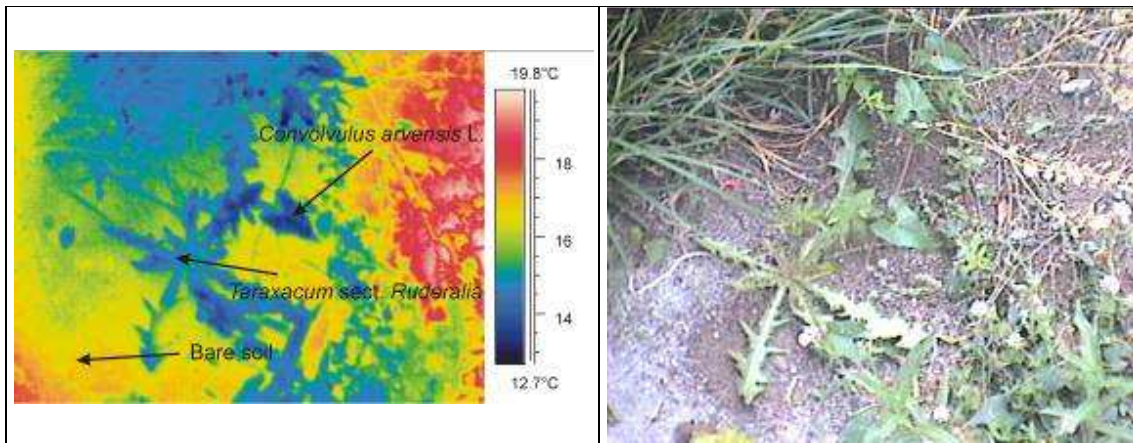 19.8°C
Convolvulus arvensis L.
18
16
Taraxacum sect. Ruderalia
14
Bare soil
12.7°C